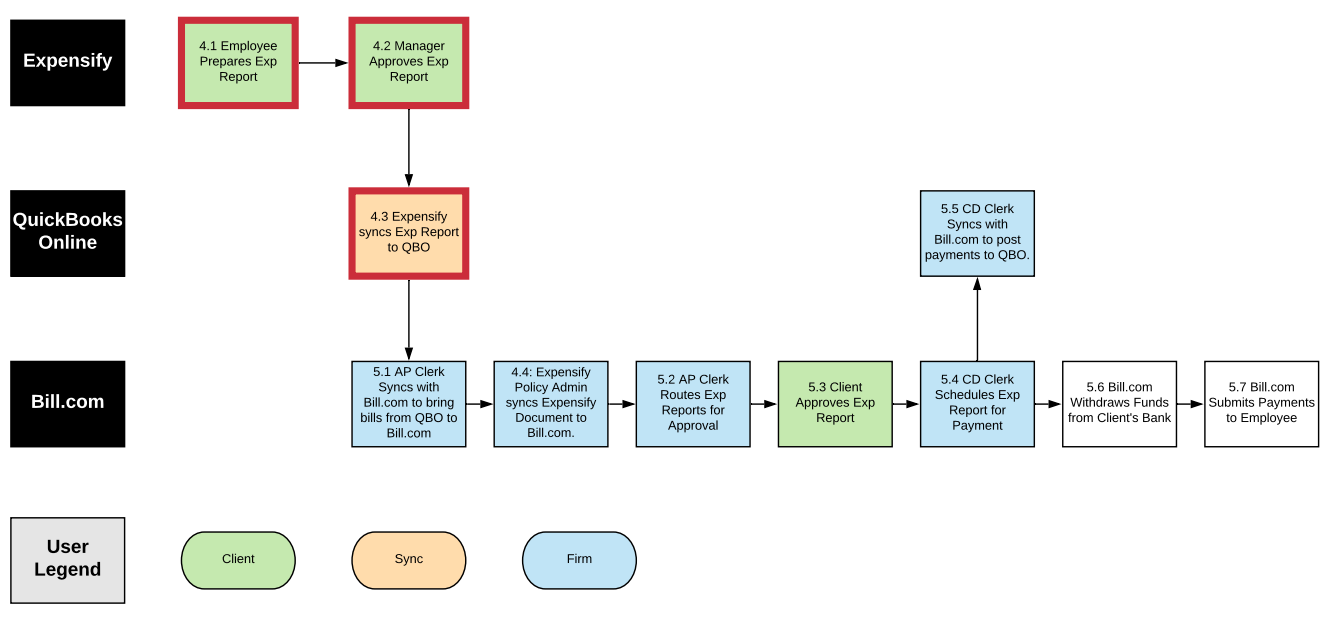 Expensify
4.1 Employee
Prepares Exp
Report
4.2 Manager
Approves Exp
Report
QuickBooks
Online
4.3 Expensify
syncs Exp Report
to QBO
5.5 CD Clerk
Syncs with
Bill.com to post
payments to QBO.
Bill.com
5.1 AP Clerk
Syncs with
Bill.com to bring
bills from QBO to
Bill.com
4.4: Expensify
Policy Admin
syncs Expensify
Document to
Bill.com.
5.2 AP Clerk
Routes Exp
Reports for
Approval
5.3 Client
Approves Exp
Report
5.4 CD Clerk
Schedules Exp
Report for
Payment
5.6 Bill.com
Withdraws Funds
from Client's Bank
5.7 Bill.com
Submits Payments
to Employee
User
Legend
Client
Sync
Firm